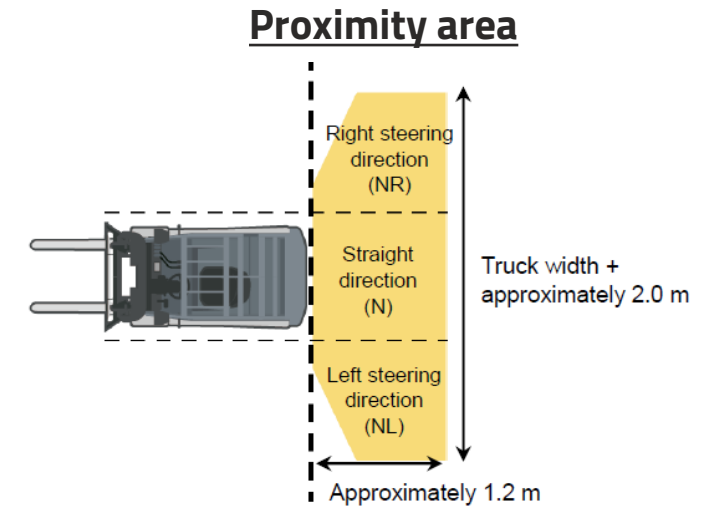 Proximity area
Right steering
direction
(NR)
Straight
direction
(N)
Left steering
direction
(NL)
Truck width +
approximately 2.0 m
Approximately 1.2 m